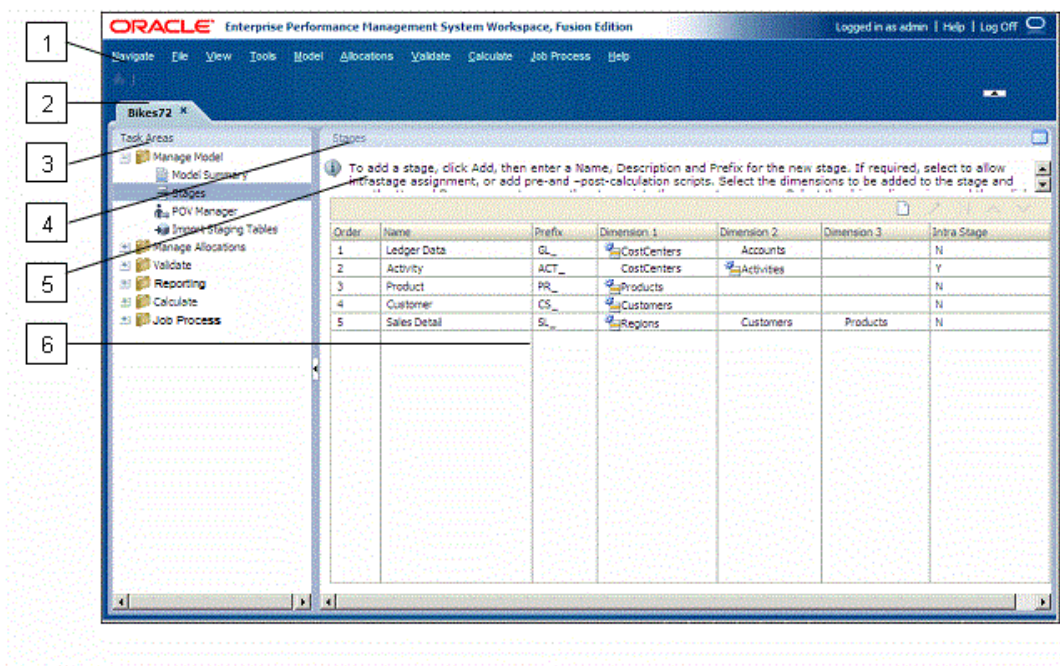 ORACLE Enterprise Performance Management System Workspace, Fusion Edition
Logged in as admin | Help | Log Off
Navigate File View Tools Model Allocations Validate Calculate Job Process Help
1
2
3
4
5
6
Bikes72
Task Areas
Manage Model
Model Summary
Stages
POV Manager
Import Staging Tables
Manage Allocations
Validate
Reporting
Calculate
Job Process
Stages
To add a stage, click Add, then enter a Name, Description and Prefix for the new stage. If required, select to allow
intrastage assignment, or add pre-and -post-calculation scripts. Select the dimensions to be added to the stage and
Order Name Prefix Dimension 1 Dimension 2 Dimension 3 Intra Stage
1 Ledger Data GL_ CostCenters Accounts N
2 Activity ACT_ CostCenters Activities Y
3 Product PR_ Products N
4 Customer CS_ Customers N
5 Sales Detail SL_ Regions Customers Products N